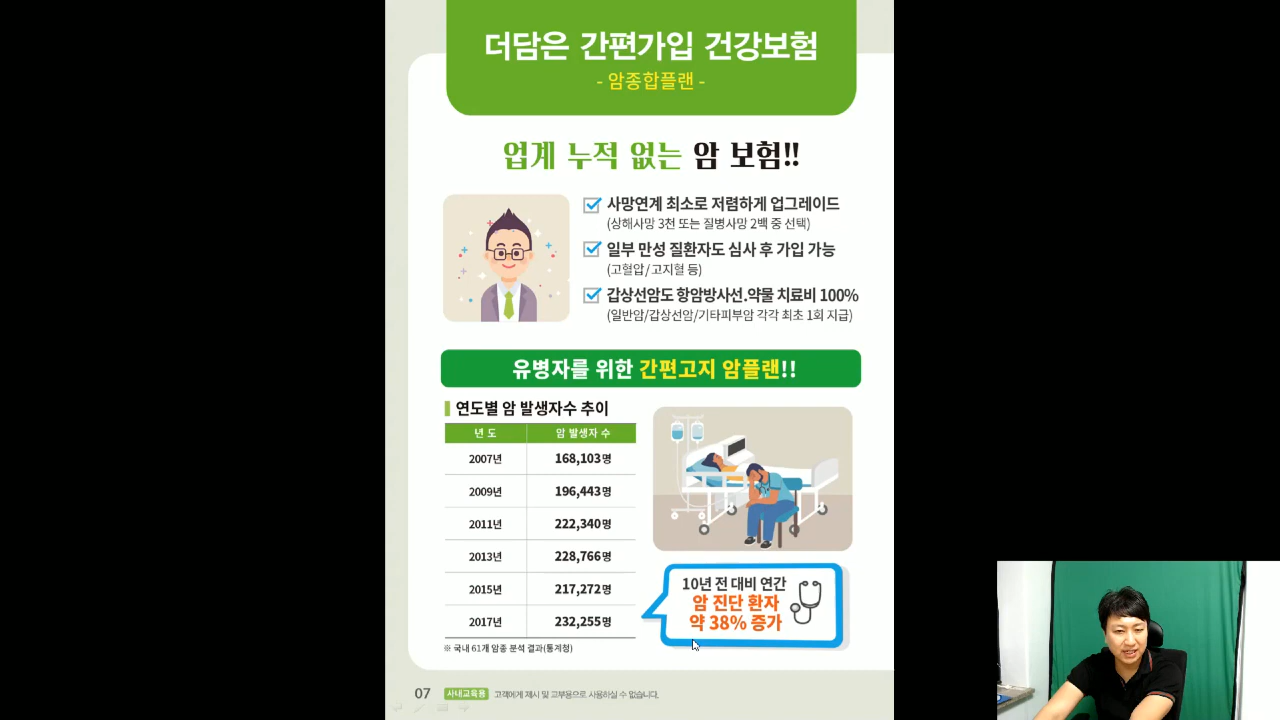 더담은 간편가입 건강보험
- 암종합플랜 -
업계 누적 없는 암 보험!!
사망연계 최소로 저렴하게 업그레이드
(상해사망 3천 또는 질병사망 2백 중 선택)
일부 만성 질환자도 심사 후 가입 가능
(고혈압/고지혈 등)
갑상선암도 항암방사선.약물 치료비 100%
(일반암/갑상선암/기타피부암 각각 최초 1회 지급)
유병자를 위한 간편고지 암플랜!!
연도별 암 발생자수 추이
년 도 암 발생자 수
2007년 168,103명
2009년 196,443명
2011년 222,340명
2013년 228,766명
2015년 217,272명
2017년 232,255명
※ 국내 61개 암종 분석 결과(통계청)
10년 전 대비 연간
암 진단 환자
약 38% 증가
07 사내교육용 고객에게 제시 및 교부용으로 사용하실 수 없습니다.